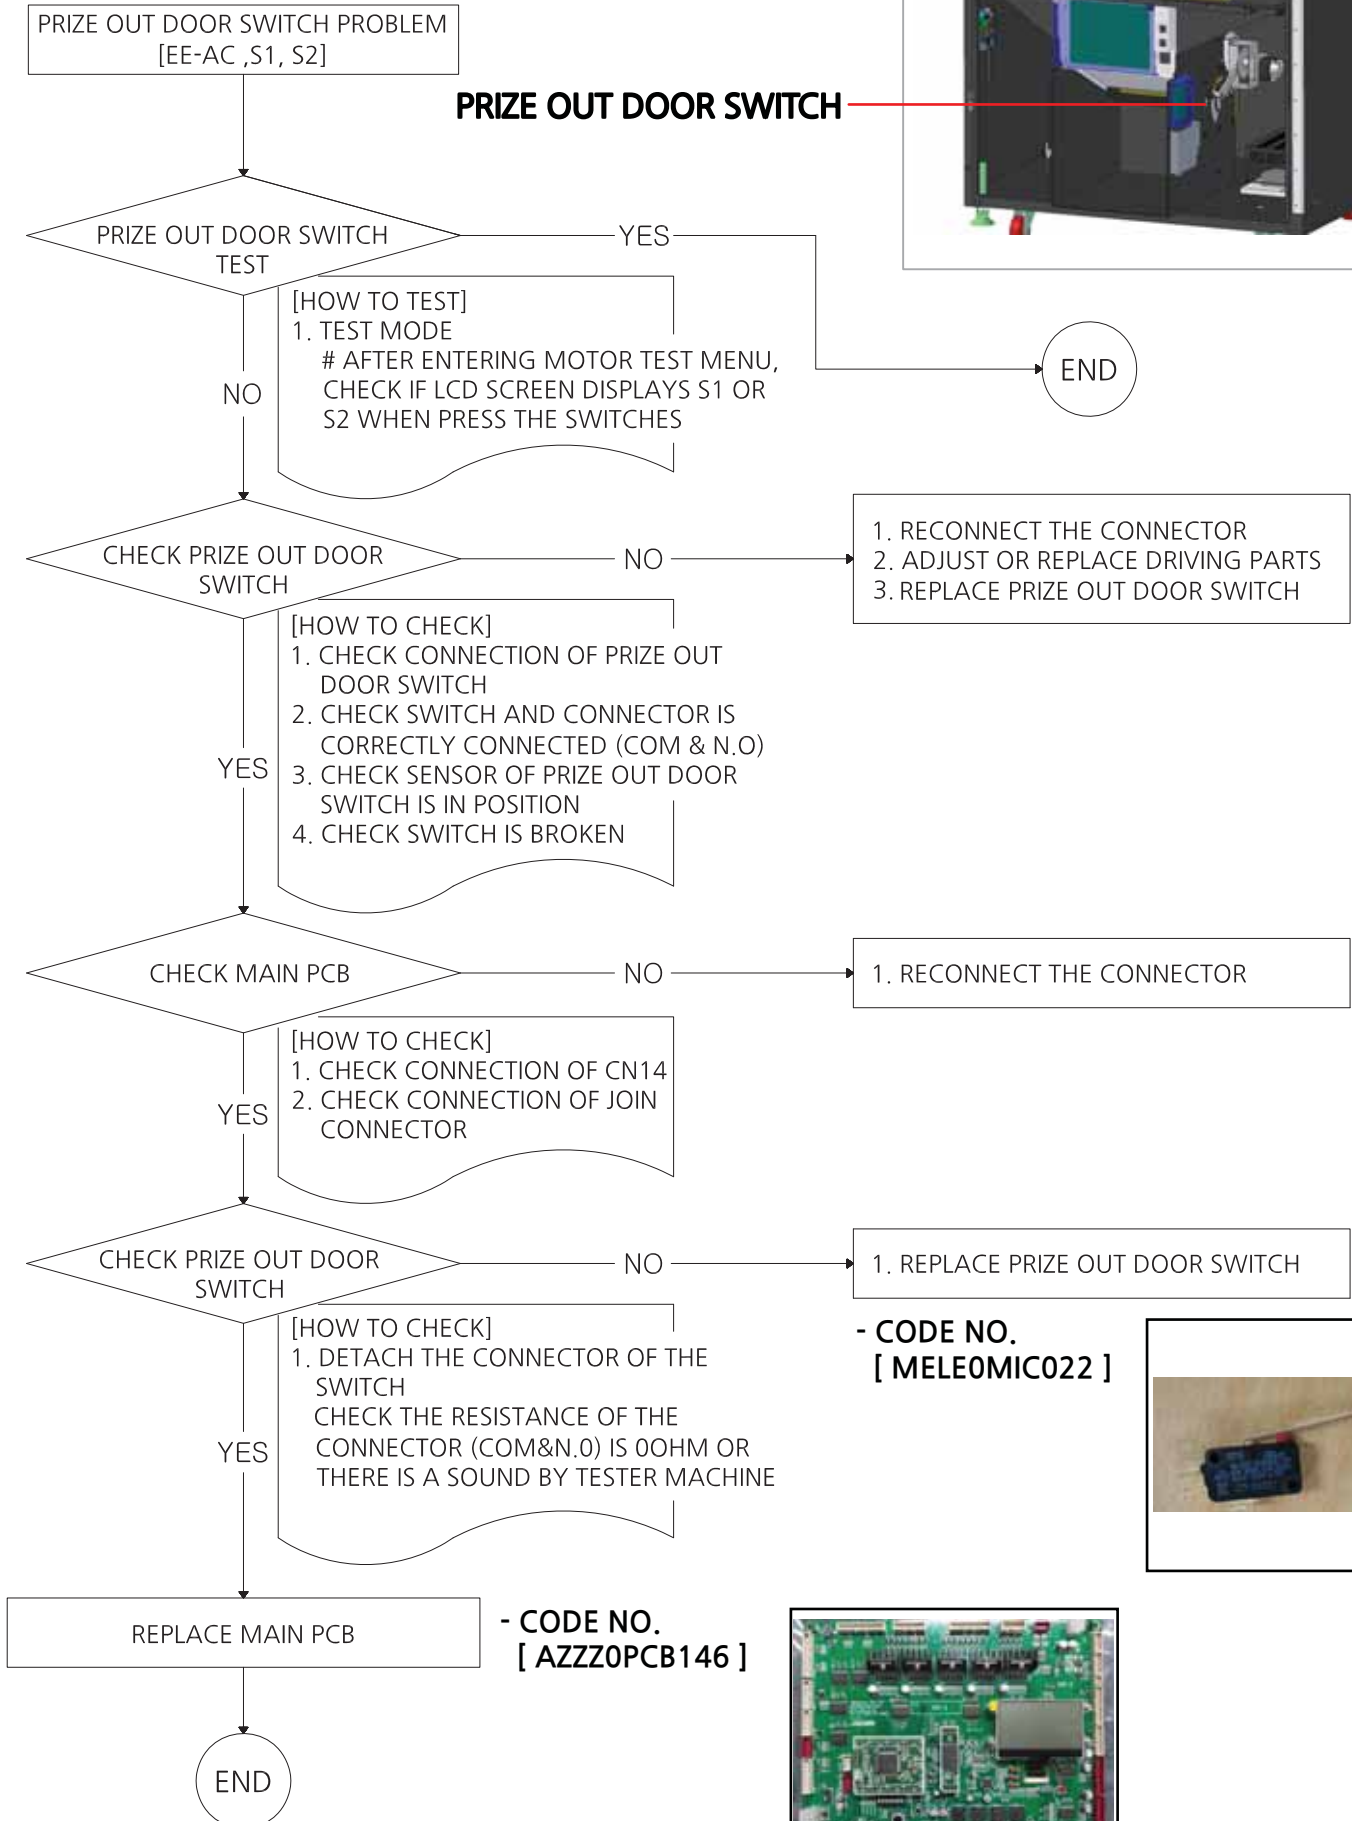 PRIZE OUT DOOR SWITCH PROBLEM
[EE-AC ,S1, S2]
PRIZE OUT DOOR SWITCH
PRIZE OUT DOOR SWITCH
TEST
YES
[HOW TO TEST]
1. TEST MODE
# AFTER ENTERING MOTOR TEST MENU,
CHECK IF LCD SCREEN DISPLAYS S1 OR
S2 WHEN PRESS THE SWITCHES
NO
END
CHECK PRIZE OUT DOOR
SWITCH
NO
1. RECONNECT THE CONNECTOR
2. ADJUST OR REPLACE DRIVING PARTS
3. REPLACE PRIZE OUT DOOR SWITCH
[HOW TO CHECK]
1. CHECK CONNECTION OF PRIZE OUT
DOOR SWITCH
2. CHECK SWITCH AND CONNECTOR IS
CORRECTLY CONNECTED (COM & N.O)
3. CHECK SENSOR OF PRIZE OUT DOOR
SWITCH IS IN POSITION
4. CHECK SWITCH IS BROKEN
YES
CHECK MAIN PCB
NO
1. RECONNECT THE CONNECTOR
[HOW TO CHECK]
1. CHECK CONNECTION OF CN14
2. CHECK CONNECTION OF JOIN
CONNECTOR
YES
CHECK PRIZE OUT DOOR
SWITCH
NO
1. REPLACE PRIZE OUT DOOR SWITCH
- CODE NO.
[ MELE0MIC022 ]
[HOW TO CHECK]
1. DETACH THE CONNECTOR OF THE
SWITCH
CHECK THE RESISTANCE OF THE
CONNECTOR (COM&N.0) IS 0OHM OR
THERE IS A SOUND BY TESTER MACHINE
YES
REPLACE MAIN PCB
- CODE NO.
[ AZZZ0PCB146 ]
END